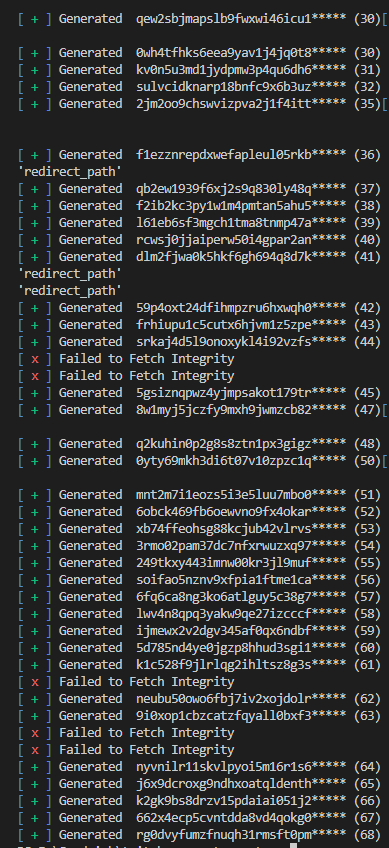 [ + ] Generated  qew2sbjmapslb9fwxwi46icu1***** (30)[
[ + ] Generated  0wh4tfhks6eea9yav1j4jq0t8***** (30)
[ + ] Generated  kv0n5u3md1jydpmw3p4qu6dh6***** (31)
[ + ] Generated  sulvcidknarp18bnfc9x6b3uz***** (32)
[ + ] Generated  2jm2oo9chswvizpva2j1f4itt***** (35)[
[ + ] Generated  f1ezznrepdxwefapleul05rkb***** (36)
'redirect_path'
[ + ] Generated  qb2ew1939f6xj2s9q830ly48q***** (37)
[ + ] Generated  f2ib2kc3py1w1m4pmtan5ahu5***** (38)
[ + ] Generated  l61eb6sf3mgch1tma8tnmp47a***** (39)
[ + ] Generated  rcwsj0jjaiperw50i4gpar2an***** (40)
[ + ] Generated  dlm2fjwa0k5hkf6gh694q8d7k***** (41)
'redirect_path'
'redirect_path'
[ + ] Generated  59p4oxt24dfihmpzru6hxwqh0***** (42)
[ + ] Generated  frhiupu1c5cutx6hjvm1z5zpe***** (43)
[ + ] Generated  srkaj4d5l9onoxykl4i92vzfs***** (44)
[ x ] Failed to Fetch Integrity
[ x ] Failed to Fetch Integrity
[ + ] Generated  5gsiznqpwz4yjmpsakot179tr***** (45)
[ + ] Generated  8w1myj5jczfy9mxh9jwmzcb82***** (47)[
[ + ] Generated  q2kuhin0p2g8s8ztn1px3gigz***** (48)
[ + ] Generated  0yty69mkh3di6t07v10zpzc1q***** (50)[
[ + ] Generated  mnt2m7i1eozs5i3e5luu7mbo0***** (51)
[ + ] Generated  6obck469fb6oewvno9fx4okar***** (52)
[ + ] Generated  xb74ffeohsg88kcjub42vlrvs***** (53)
[ + ] Generated  3rmo02pam37dc7nfxrwuzxq97***** (54)
[ + ] Generated  249tkxy443imnw00kr3jl9muf***** (55)
[ + ] Generated  soifao5nznv9xfpia1ftme1ca***** (56)
[ + ] Generated  6fq6ca8ng3ko6atlguy5c38g7***** (57)
[ + ] Generated  lwv4n8qpq3yakw9qe27izcccf***** (58)
[ + ] Generated  ijmewx2v2dgv345af0qx6ndbf***** (59)
[ + ] Generated  5d785nd4ye0jgzp8hhud3sgi1***** (60)
[ + ] Generated  k1c528f9jlrlqg2ihltsz8g3s***** (61)
[ x ] Failed to Fetch Integrity
[ + ] Generated  neubu50owo6fbj7iv2xojdolr***** (62)
[ + ] Generated  9i0xop1cbzcatzfqyall0bxf3***** (63)
[ x ] Failed to Fetch Integrity
[ x ] Failed to Fetch Integrity
[ + ] Generated  nyvnilr11skvlpyoi5m16r1s6***** (64)
[ + ] Generated  j6x9dcroxg9ndhxoatqldenth***** (65)
[ + ] Generated  k2gk9bs8drzv15pdaiai051j2***** (66)
[ + ] Generated  662x4ecp5cvntdda8vd4qokg0***** (67)
[ + ] Generated  rg0dvyfumzfnuqh31rmsft0pm***** (68)